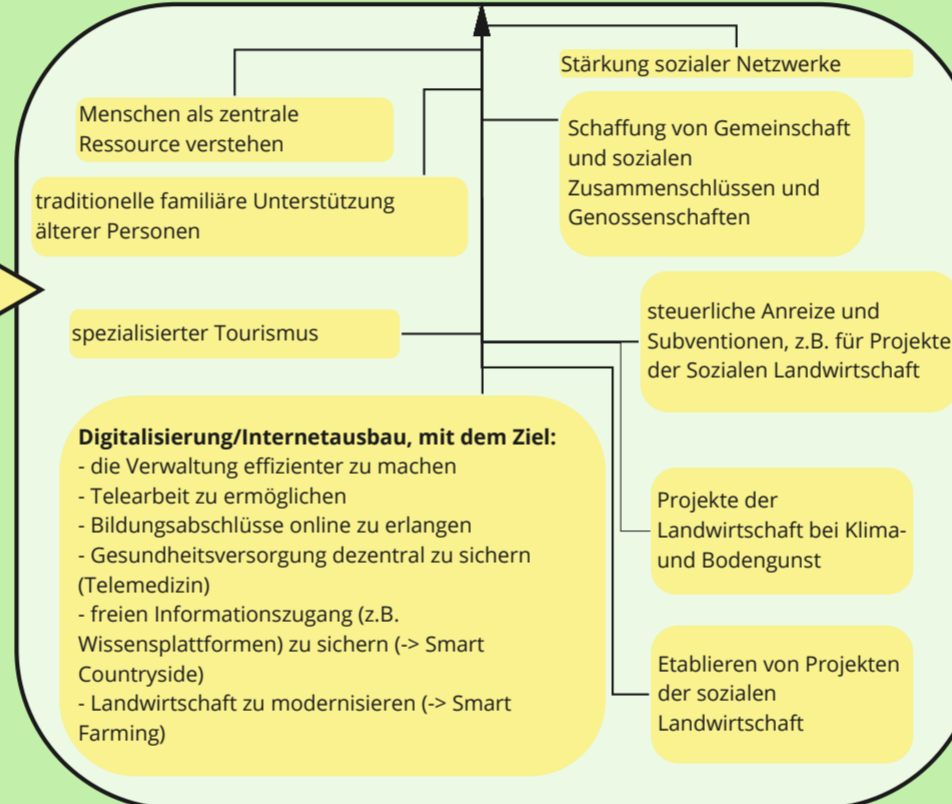 Stärkung sozialer Netzwerke
Menschen als zentrale
Ressource verstehen
Schaffung von Gemeinschaft
und sozialen
Zusammenschlüssen und
Genossenschaften
traditionelle familiäre Unterstützung
älterer Personen
spezialisierter Tourismus
steuerliche Anreize und
Subventionen, z.B. für Projekte
der Sozialen Landwirtschaft
Digitalisierung/Internetausbau, mit dem Ziel:
- die Verwaltung effizienter zu machen
- Telearbeit zu ermöglichen
- Bildungsabschlüsse online zu erlangen
- Gesundheitsversorgung dezentral zu sichern
(Telemedizin)
- freien Informationszugang (z.B.
Wissensplattformen) zu sichern (-> Smart
Countryside)
- Landwirtschaft zu modernisieren (-> Smart
Farming)
Projekte der
Landwirtschaft bei Klima-
und Bodengunst
Etablieren von Projekten
der sozialen
Landwirtschaft